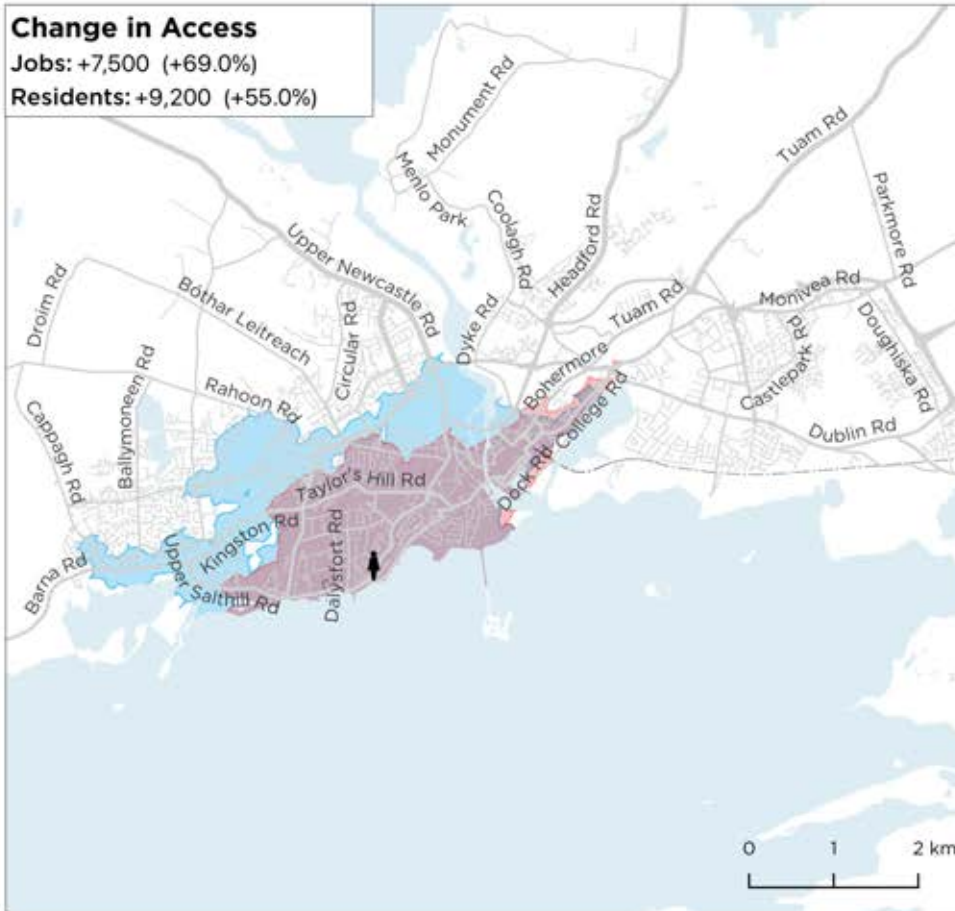 Change in Access
Jobs: +7,500 (+69.0%)
Residents: +9,200 (+55.0%)
Monument Rd
Menlo Park
Tuam Rd
Parkmore Rd
Coolagh Rd
Headford Rd
Upper Newcastle Rd
Droim Rd
Bóthar Leitreach
Circular Rd
Dyke Rd
Tuam Rd
Monivea Rd
Doughiska Rd
Castlepark Rd
Bohermore
Ballymoneen Rd
Rahoon Rd
Cappagh Rd
College Rd
Dublin Rd
Taylor's Hill Rd
Dock Rd
Kingston Rd
Dalysfort Rd
Barna Rd
Upper Salthill Rd
0 1 2 km